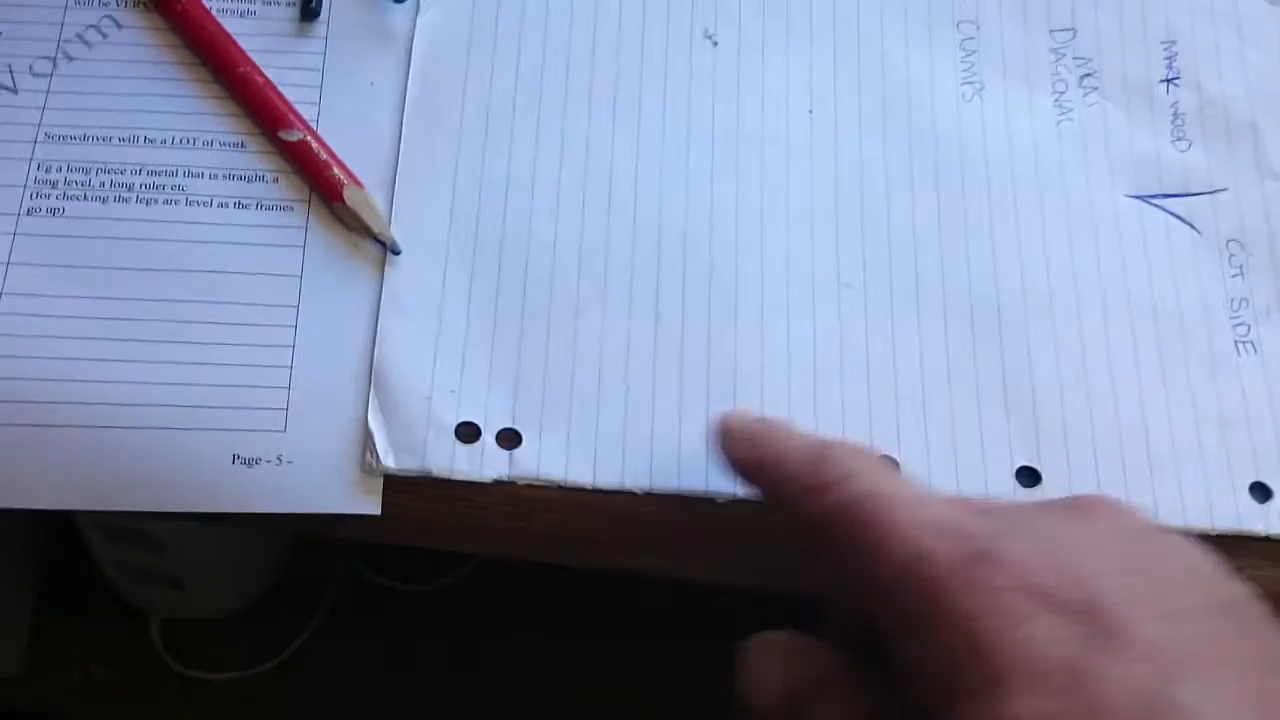 straight
Screwdriver will be a LOT of work
Eg a long piece of metal that is straight, a
long level, a long ruler etc
(for checking the legs are level as the frames
go up)
Page - 5 -
CUT SIDE
MARK WOOD
DIAGONAL
CLAMPS